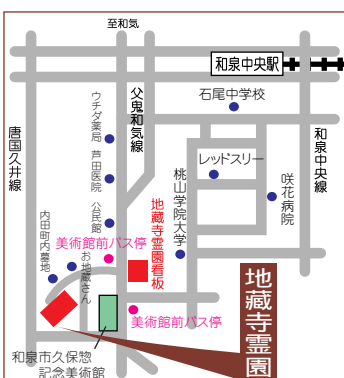 至和気
和泉中央駅
石尾中学校
ウチダ薬局
父鬼和気線
唐国久井線
芦田医院
レッドスリー
和泉中央線
桃山学院大学
咲花病院
公民館
地蔵寺霊園看板
内田町内墓地
お地蔵さん
美術館前バス停
地蔵寺霊園
美術館前バス停
和泉市久保惣
記念美術館